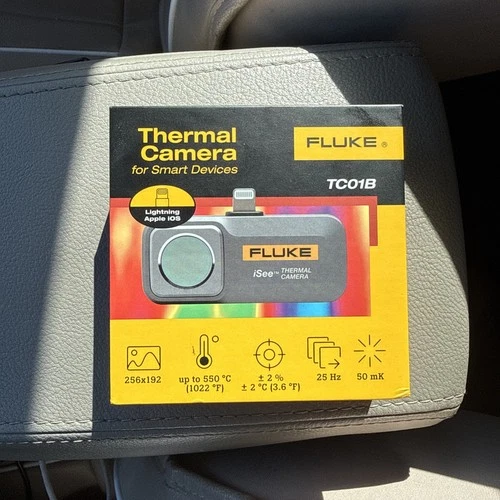 Thermal
Camera
for Smart Devices
FLUKE ®
TC01B
Lightning
Apple iOS
FLUKE
iSee™ THERMAL
CAMERA
256x192
up to 550 °C
(1022 °F)
± 2 %
± 2 °C (3.6 °F)
25 Hz
50 mK